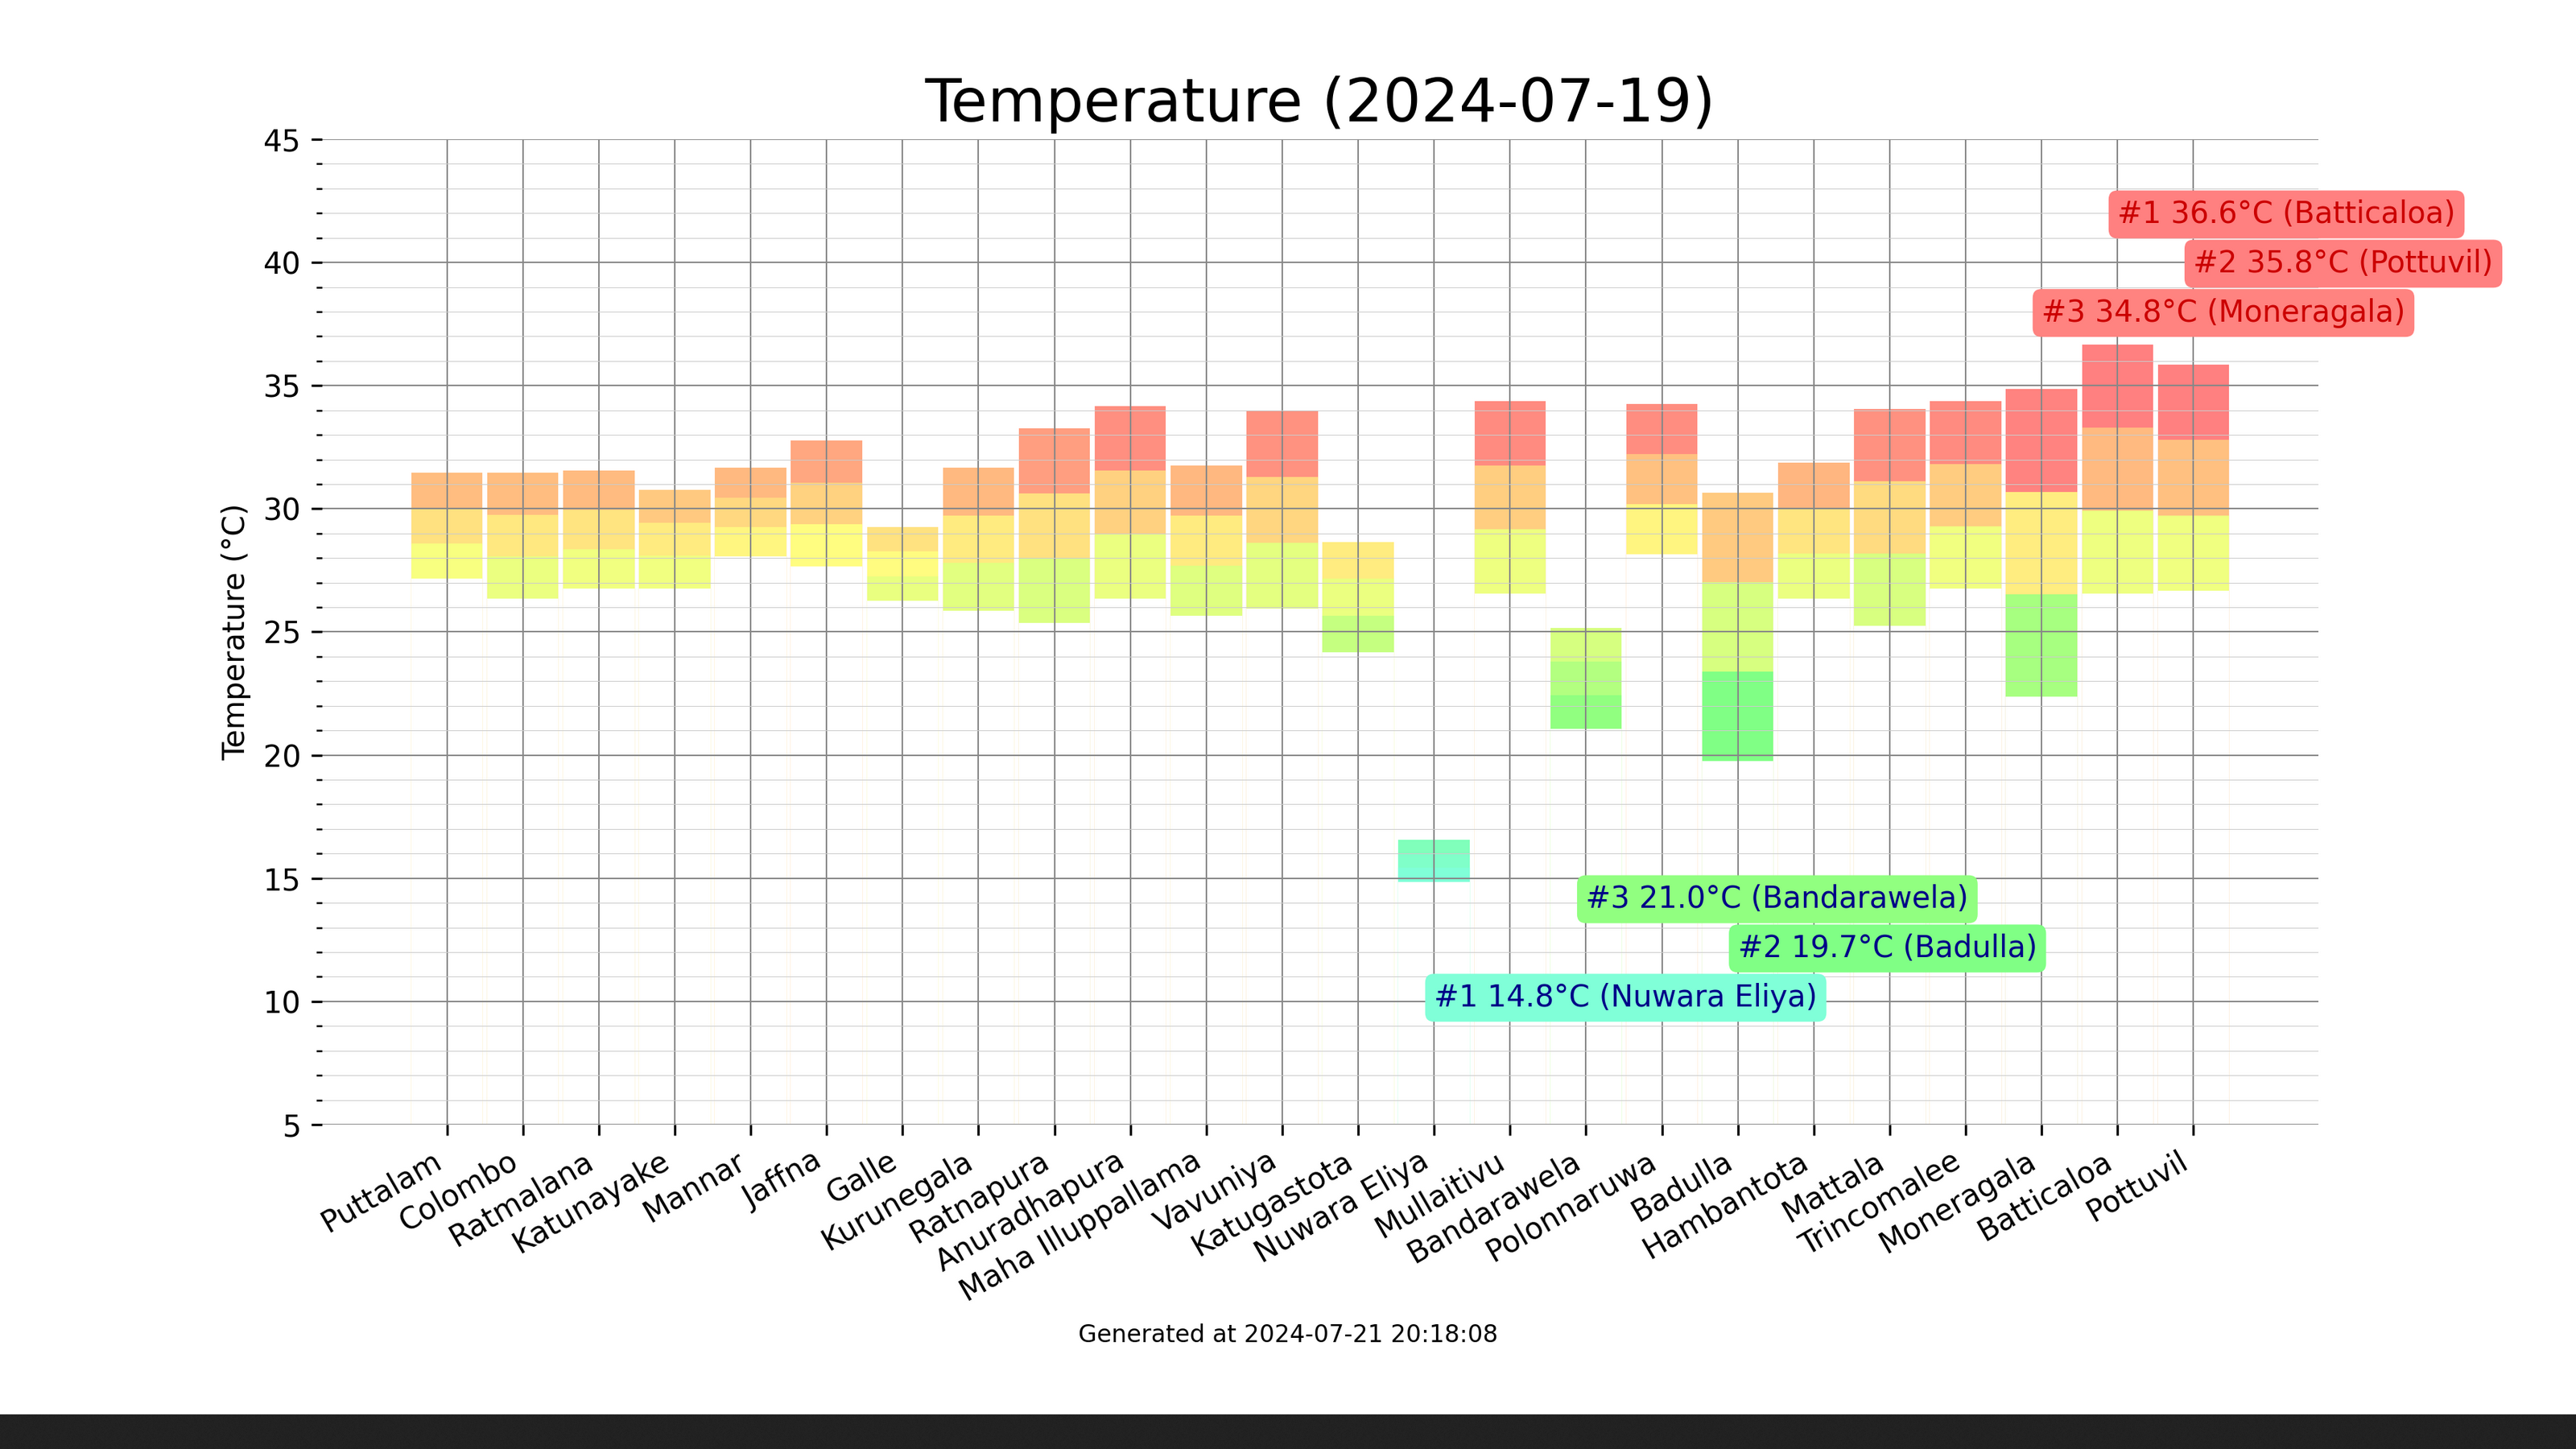 Temperature (2024-07-19)
45
40
35
30
25
20
15
10
5
Temperature (°C)
#1 36.6°C (Batticaloa)
#2 35.8°C (Pottuvil)
#3 34.8°C (Moneragala)
#3 21.0°C (Bandarawela)
#2 19.7°C (Badulla)
#1 14.8°C (Nuwara Eliya)
Puttalam
Colombo
Ratmalana
Katunayake
Mannar
Jaffna
Galle
Kurunegala
Ratnapura
Anuradhapura
Maha Illuppallama
Vavuniya
Katugastota
Nuwara Eliya
Mullaitivu
Bandarawela
Polonnaruwa
Badulla
Hambantota
Mattala
Trincomalee
Moneragala
Batticaloa
Pottuvil
Generated at 2024-07-21 20:18:08